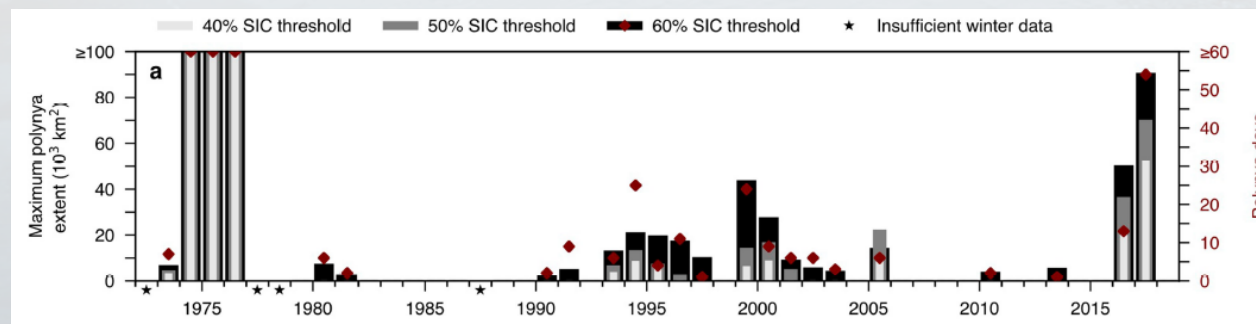 40% SIC threshold 50% SIC threshold 60% SIC threshold ★ Insufficient winter data
a
Maximum polynya
extent (10³ km²)
≥100
80
60
40
20
0
≥60
50
40
30
20
10
0
1975 1980 1985 1990 1995 2000 2005 2010 2015